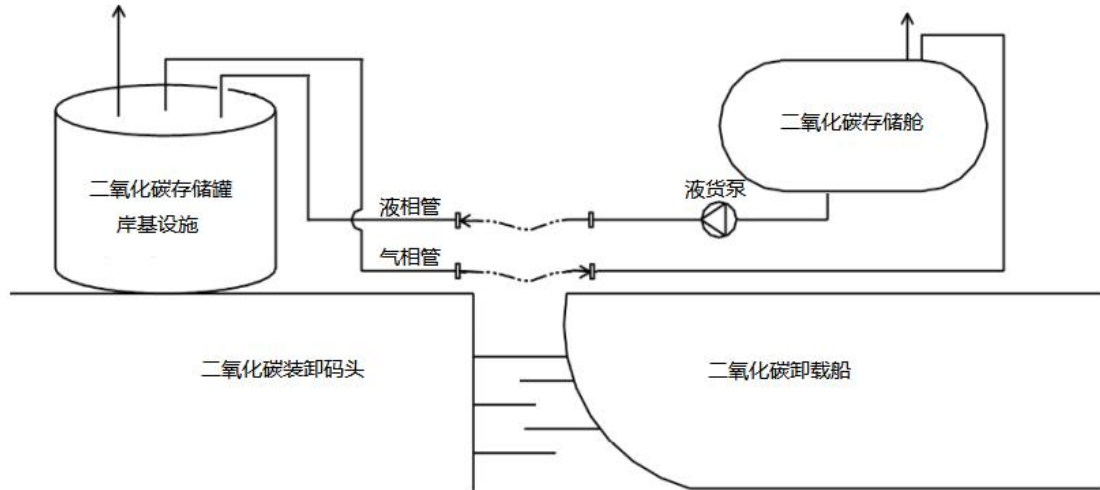 二氧化碳存储舱
二氧化碳存储罐
岸基设施
液货泵
液相管
气相管
二氧化碳装卸码头
二氧化碳卸载船